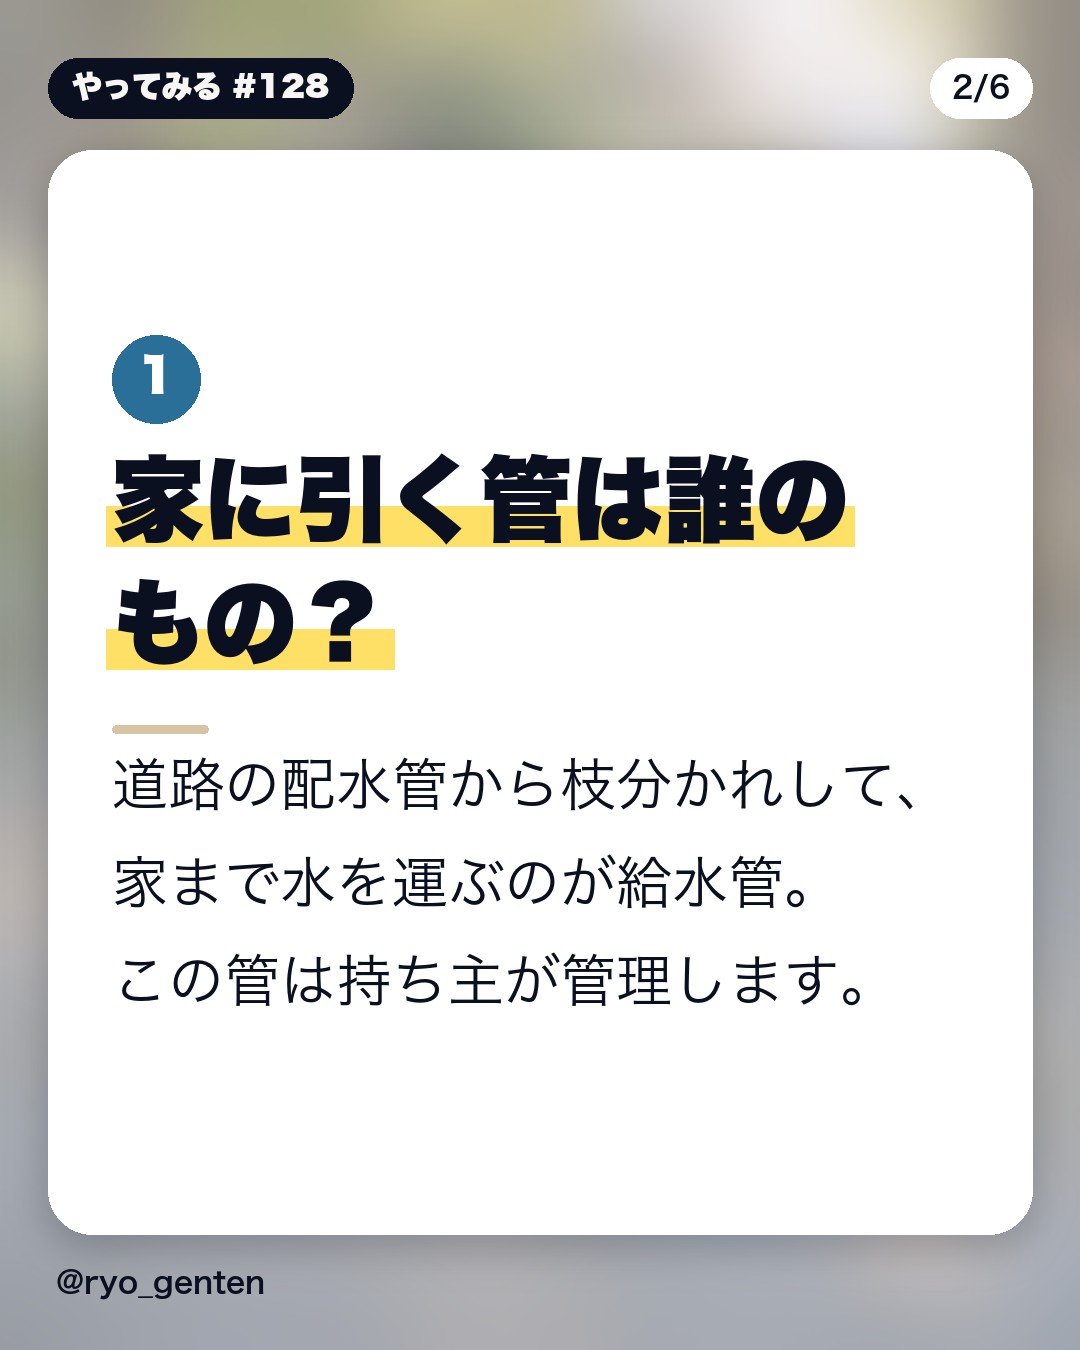 やってみる #128
2/6
1
家に引く管は誰の
もの？
道路の配水管から枝分かれして、
家まで水を運ぶのが給水管。
この管は持ち主が管理します。
@ryo_genten